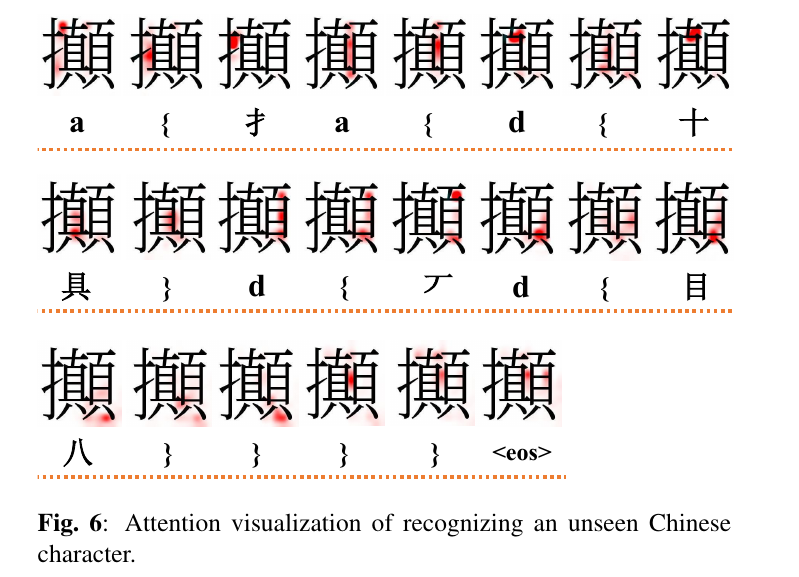 攧 攧 攧 攧 攧 攧 攧 攧
a { 扌 a { d { 十
攧 攧 攧 攧 攧 攧 攧 攧
具 } d { 丆 d { 目
攧 攧 攧 攧 攧 攧
八 } } } } <eos>
Fig. 6: Attention visualization of recognizing an unseen Chinese
character.